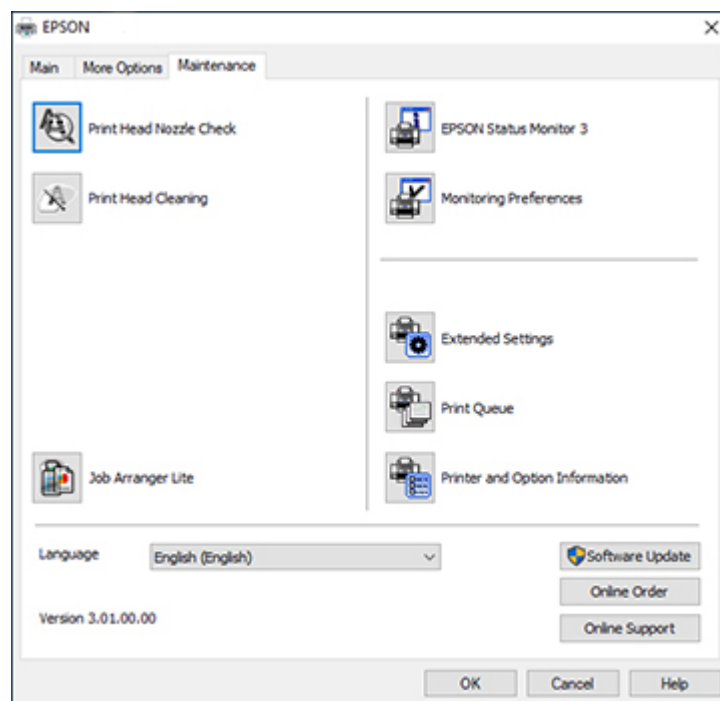 EPSON
Main
More Options
Maintenance
Print Head Nozzle Check
Print Head Cleaning
Job Arranger Lite
EPSON Status Monitor 3
Monitoring Preferences
Extended Settings
Print Queue
Printer and Option Information
Language
English (English)
Version 3.01.00.00
Software Update
Online Order
Online Support
OK
Cancel
Help